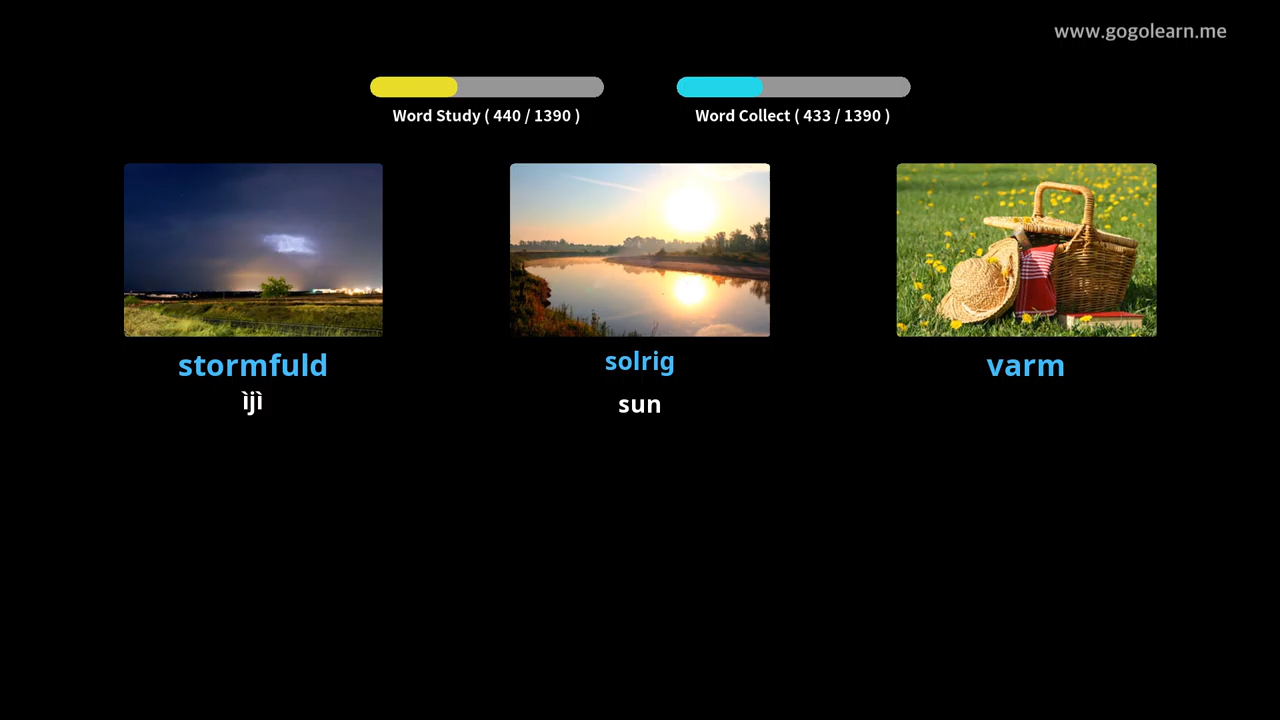 www.gogolearn.me
Word Study ( 440 / 1390 )
Word Collect ( 433 / 1390 )
stormfuld
solrig
varm
ìjì
sun